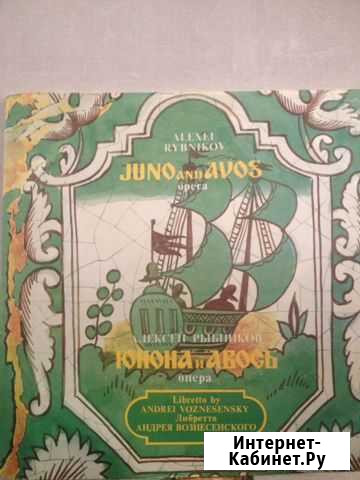 ALEXEI
RYBNIKOV
JUNO AND AVOS
opera
АЛЕКСЕЙ РЫБНИКОВ
ЮНОНА И АВОСЬ
опера
Libretto by
ANDREI VOZNESENSKY
Либретто
АНДРЕЯ ВОЗНЕСЕНСКОГО
Интернет-
Кабинет.Ру